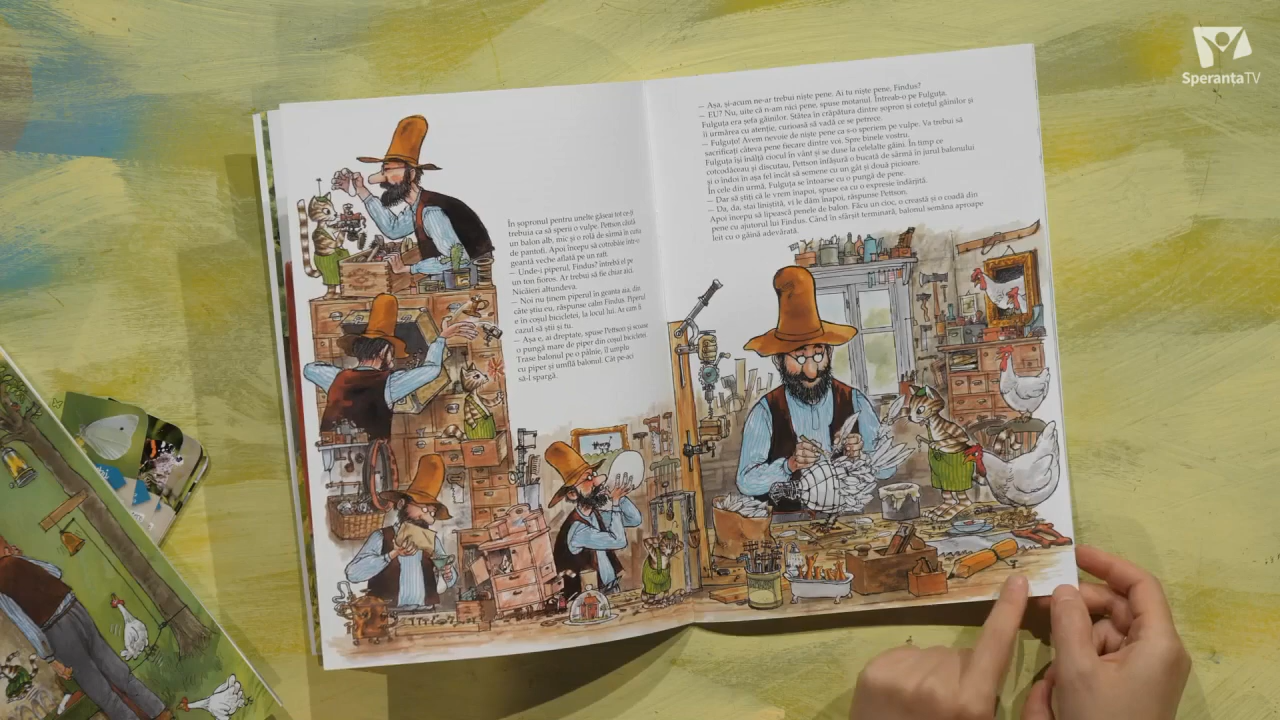 În șopronul pentru unelte găseai tot ce-ți
trebuia ca să sperii o vulpe. Pettson căută
un balon alb, mic și o rolă de sârmă în cutia
de pantofi. Apoi începu să cotrobăie într-o
geantă veche aflată pe un raft.
— Unde-i piperul, Findus? întrebă el pe
un ton fioros. Ar trebui să fie chiar aici.
Nicăieri altundeva.
— Noi nu ținem piperul în geanta aia, din
câte știu eu, răspunse calm Findus. Piperul
e în coșul bicicletei, la locul lui. Ar cam fi
cazul să știi și tu.
— Așa e, ai dreptate, spuse Pettson și scoase
o pungă mare de piper din coșul bicicletei.
Trase balonul pe o pâlnie, îl umplu
cu piper și umflă balonul. Cât pe-aci
să-l spargă.
— Așa, și-acum ne-ar trebui niște pene. Ai tu niște pene, Findus?
— EU? Nu, uite că n-am nici pene, spuse motanul. Întreab-o pe Fulguța.
Fulguța era șefa găinilor. Stătea în crăpătura dintre șopron și cotețul găinilor și
îi urmărea cu atenție, curioasă să vadă ce se petrece.
— Fulguțo! Avem nevoie de niște pene ca s-o speriem pe vulpe. Va trebui să
sacrificați câteva pene fiecare dintre voi. Spre binele vostru.
Fulguța își înălță ciocul în vânt și se duse la celelalte găini. În timp ce
cotcodăceau și discutau, Pettson înfășură o bucată de sârmă în jurul balonului
și o îndoi în așa fel încât să semene cu un gât și două picioare.
În cele din urmă, Fulguța se întoarse cu o pungă de pene.
— Dar să știți că le vrem înapoi, spuse ea cu o expresie îndârjită.
— Da, da, stai liniștită, vi le dăm înapoi, răspunse Pettson.
Apoi începu să lipească penele de balon. Făcu un cioc, o creastă și o coadă din
pene cu ajutorul lui Findus. Când în sfârșit terminară, balonul semăna aproape
leit cu o găină adevărată.
SperanțaTV